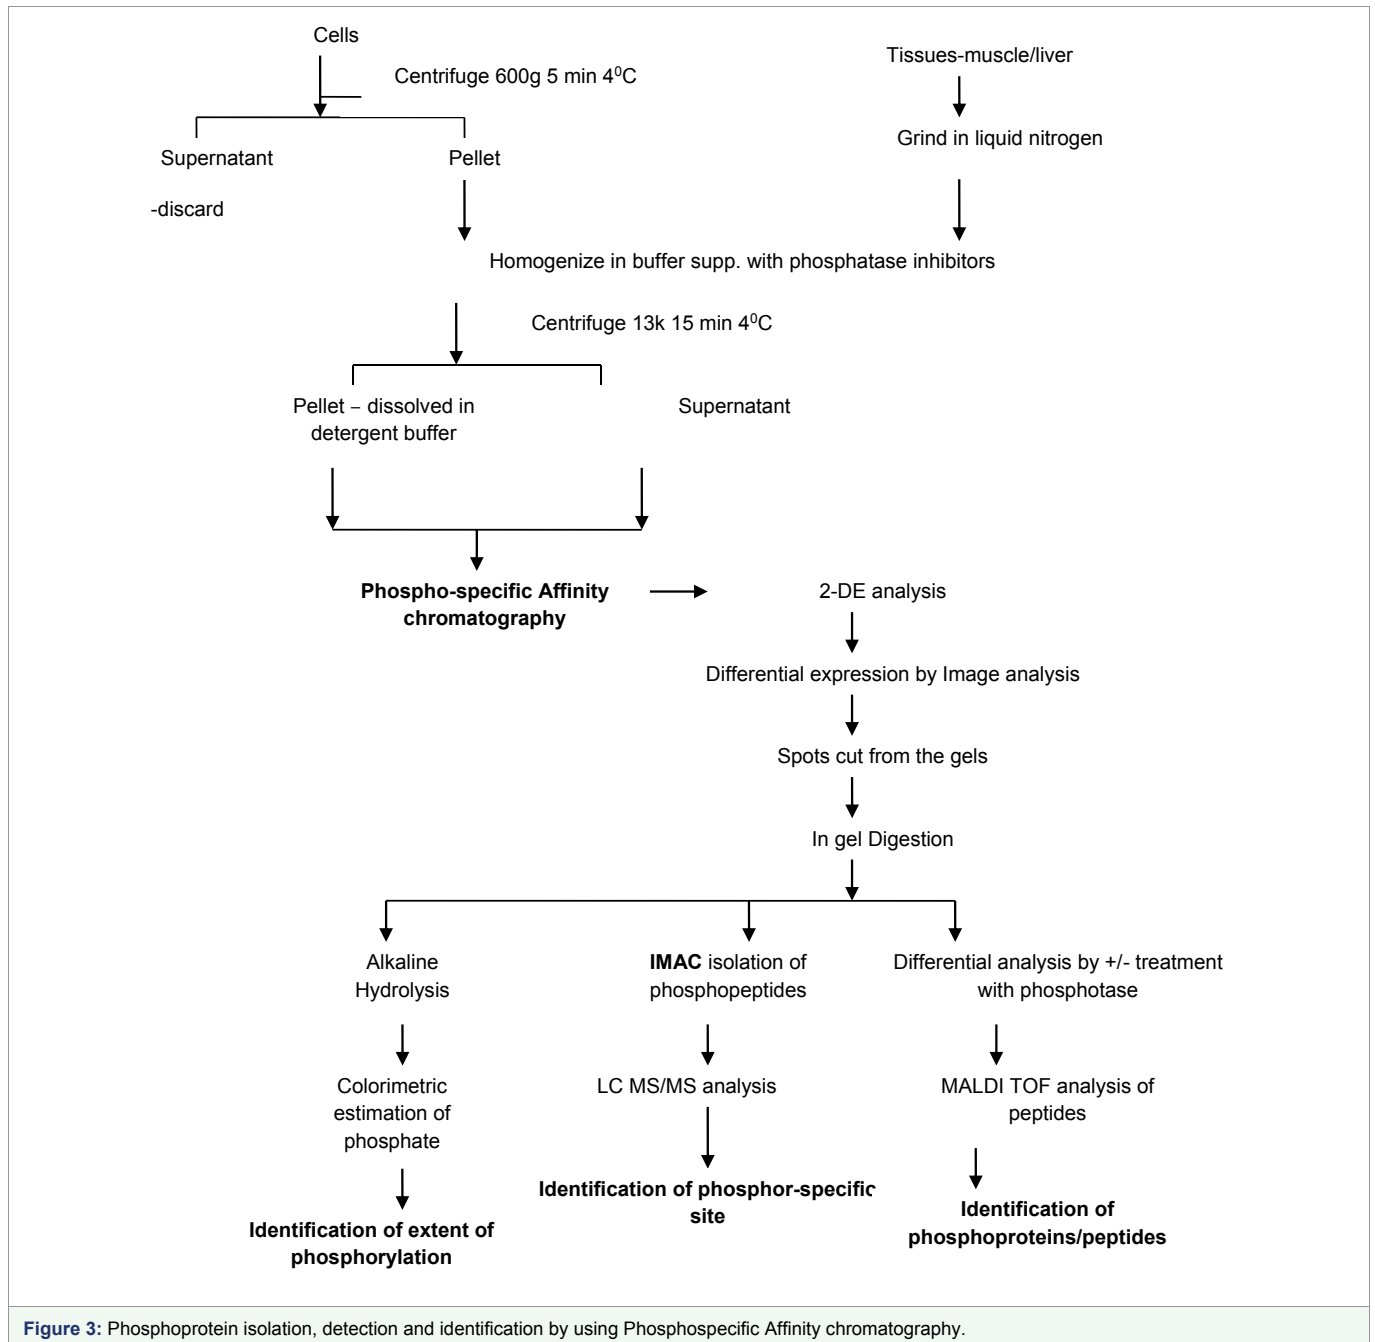 Cells
Tissues-muscle/liver
Centrifuge 600g 5 min 4⁰C
Grind in liquid nitrogen
Supernatant
Pellet
-discard
Homogenize in buffer supp. with phosphatase inhibitors
Centrifuge 13k 15 min 4⁰C
Pellet – dissolved in
detergent buffer
Supernatant
Phospho-specific Affinity
chromatography
2-DE analysis
Differential expression by Image analysis
Spots cut from the gels
In gel Digestion
Alkaline
Hydrolysis
IMAC isolation of
phosphopeptides
Differential analysis by +/- treatment
with phosphotase
Colorimetric
estimation of
phosphate
LC MS/MS analysis
MALDI TOF analysis of
peptides
Identification of extent of
phosphorylation
Identification of phosphor-specific
site
Identification of
phosphoproteins/peptides
Figure 3: Phosphoprotein isolation, detection and identification by using Phosphospecific Affinity chromatography.